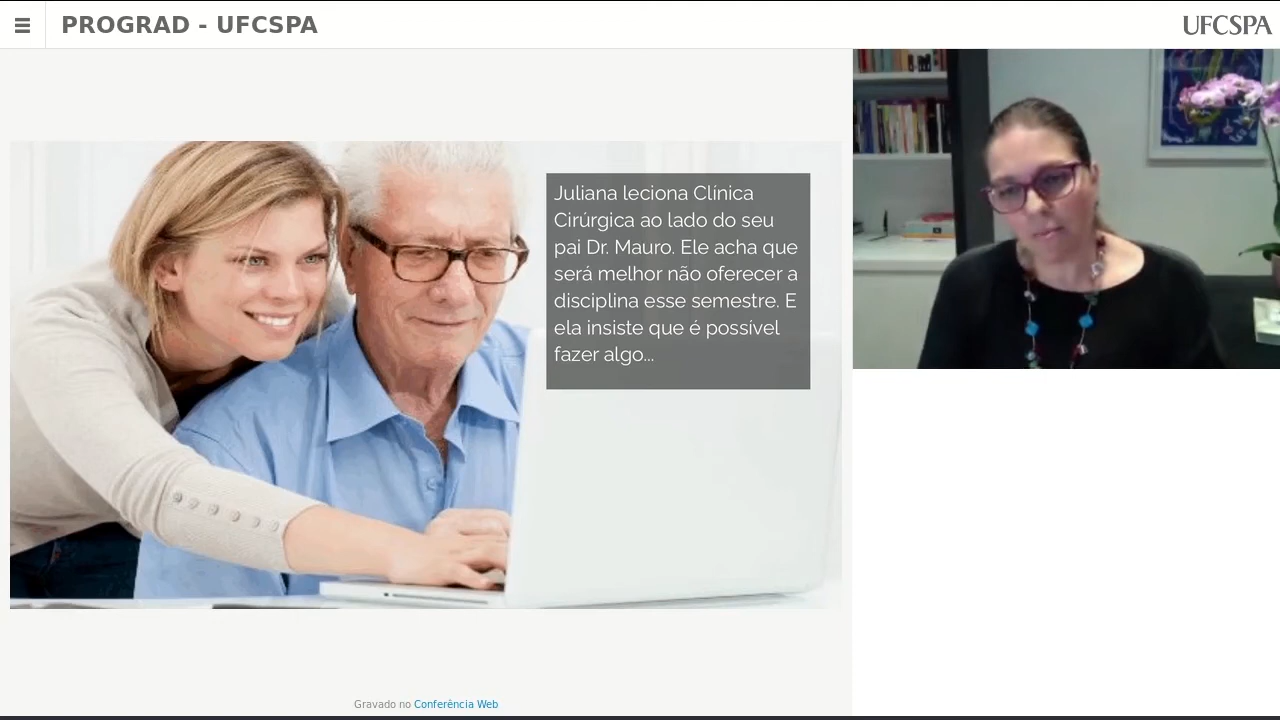 PROGRAD - UFCSPA
UFCSPA
Juliana leciona Clínica
Cirúrgica ao lado do seu
pai Dr. Mauro. Ele acha que
será melhor não oferecer a
disciplina esse semestre. E
ela insiste que é possível
fazer algo...
Gravado no Conferência Web